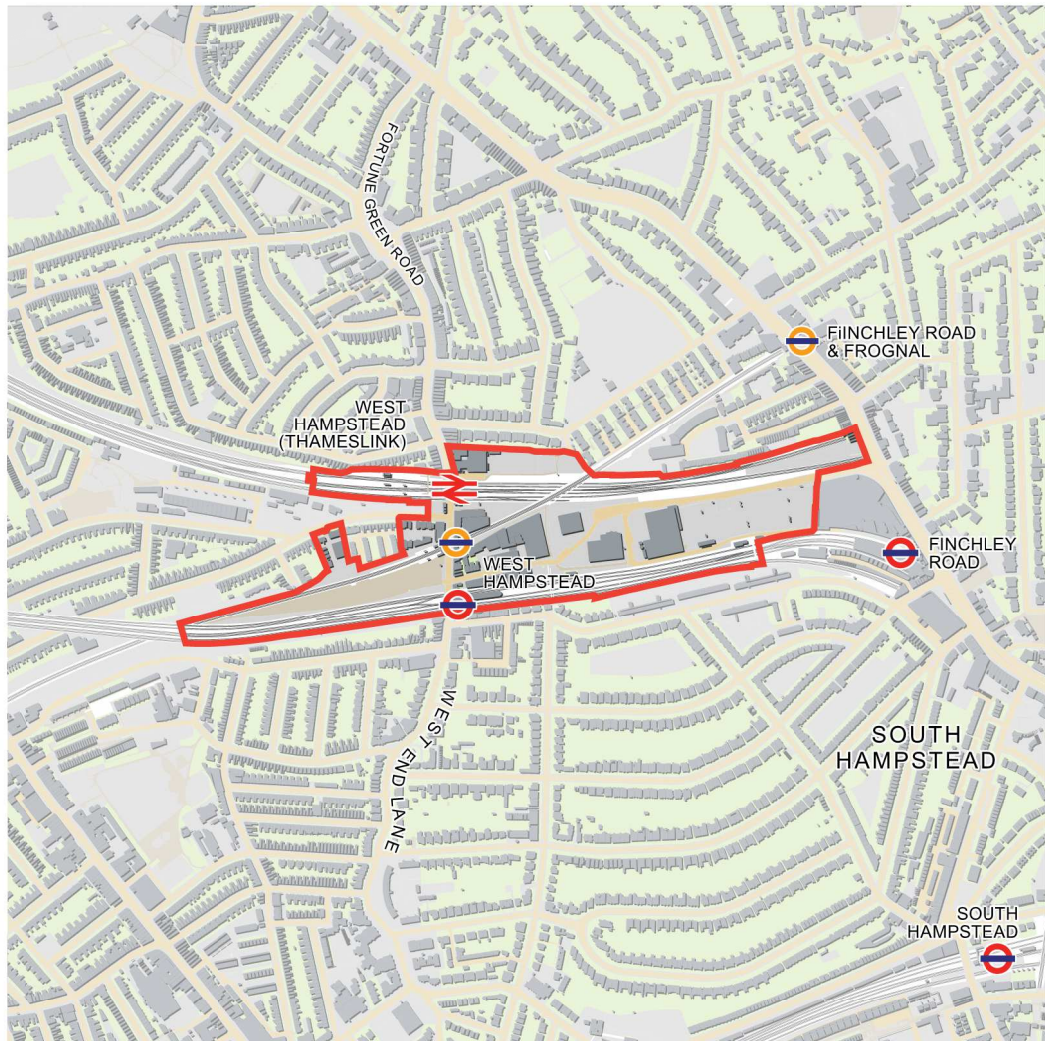 FORTUNE GREEN ROAD
FiINCHLEY ROAD
& FROGNAL
WEST
HAMPSTEAD
(THAMESLINK)
FINCHLEY
ROAD
WEST
HAMPSTEAD
WEST END LANE
SOUTH
HAMPSTEAD
SOUTH
HAMPSTEAD